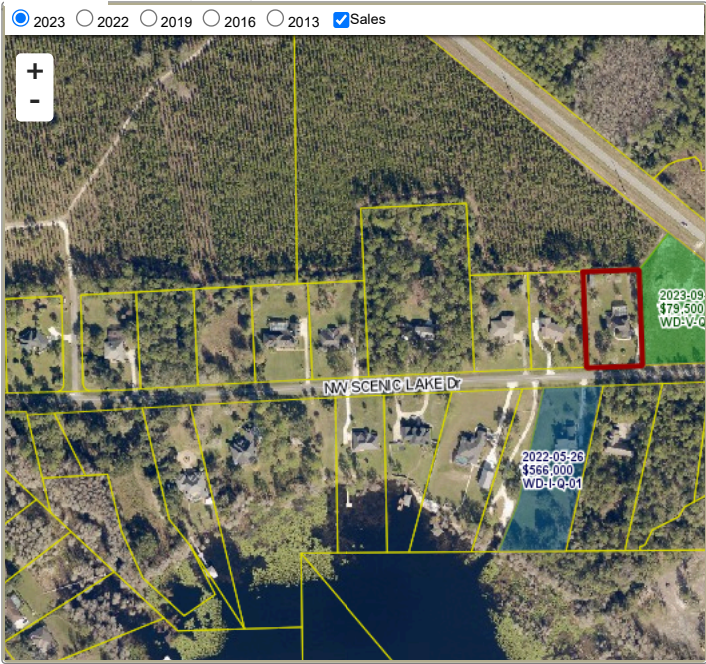 2023 2022 2019 2016 2013 Sales
+
-
2023-09
$79,500
WD-V-Q
NW SCENIC LAKE Dr
2022-05-26
$566,000
WD-I-Q-01